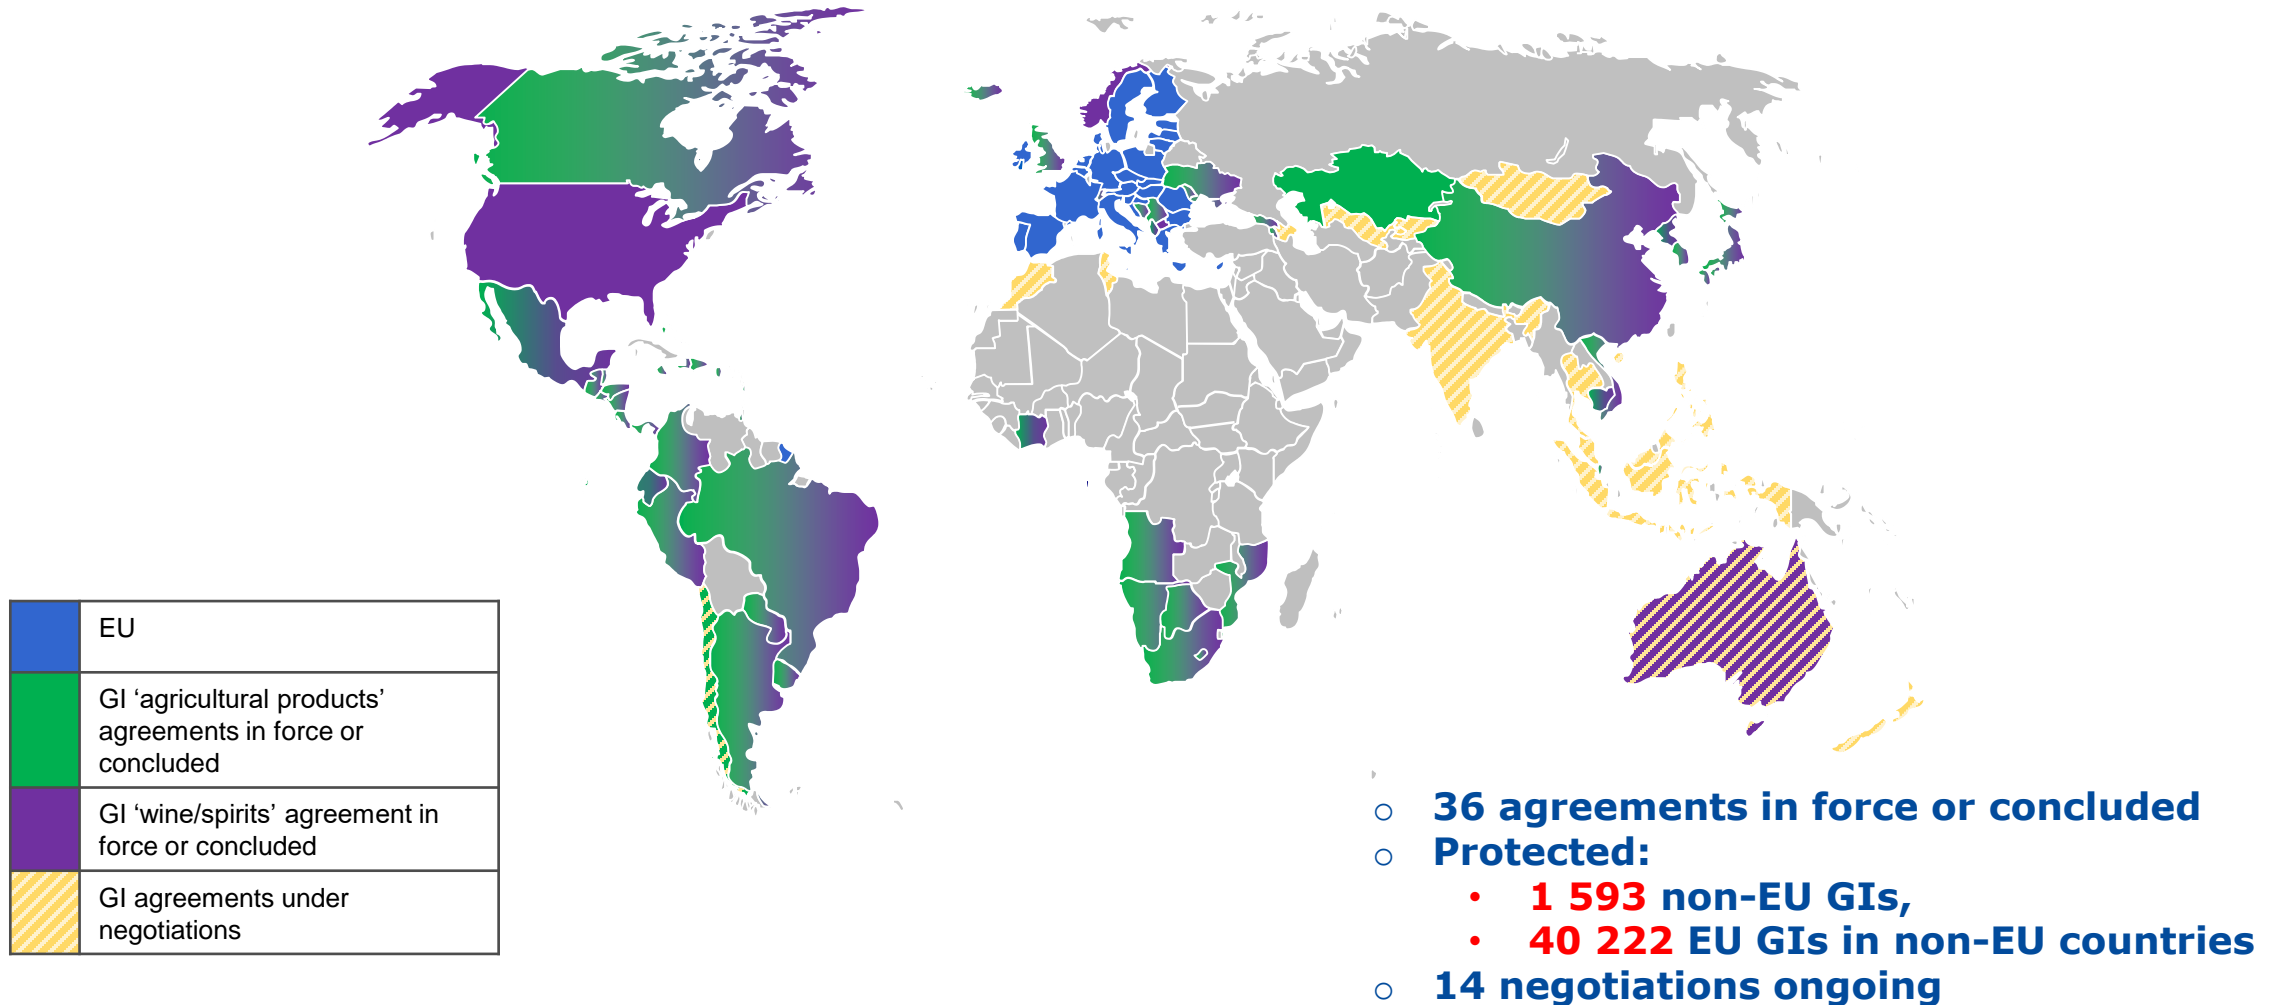 EU
GI ‘agricultural products’
agreements in force or
concluded
GI ‘wine/spirits’ agreement in
force or concluded
GI agreements under
negotiations
o 36 agreements in force or concluded
o Protected:
• 1 593 non-EU GIs,
• 40 222 EU GIs in non-EU countries
o 14 negotiations ongoing